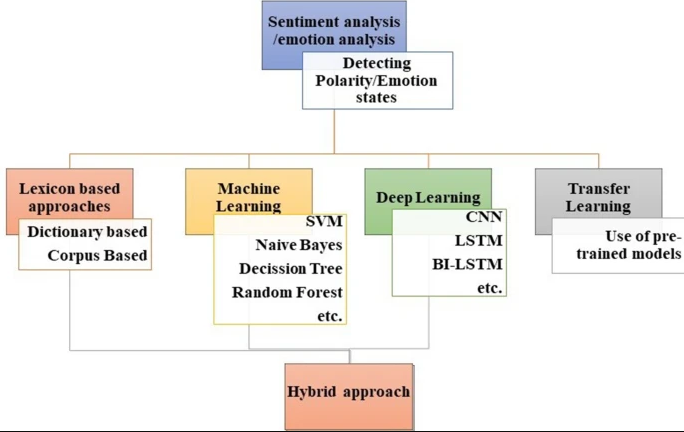 Sentiment analysis
/emotion analysis
Detecting
Polarity/Emotion
states
Lexicon based
approaches
Dictionary based
Corpus Based
Machine
Learning
SVM
Naive Bayes
Decission Tree
Random Forest
etc.
Deep Learning
CNN
LSTM
BI-LSTM
etc.
Transfer
Learning
Use of pre-
trained models
Hybrid approach